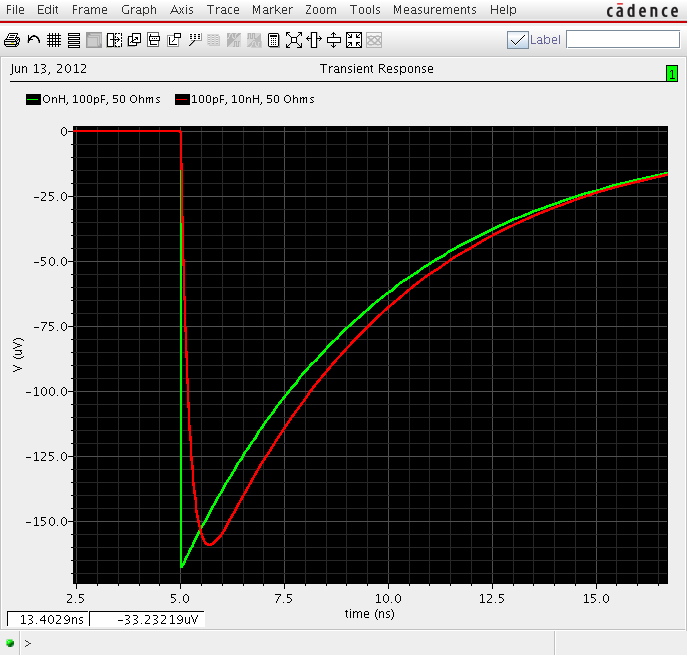 File Edit Frame Graph Axis Trace Marker Zoom Tools Measurements Help cādence
Label
Jun 13, 2012 Transient Response 1
0nH, 100pF, 50 Ohms 100pF, 10nH, 50 Ohms
0
-25.0
-50.0
-75.0
-100.0
-125.0
-150.0
V (uV)
2.5 5.0 7.5 10.0 12.5 15.0
time (ns)
13.4029ns -33.23219uV
>